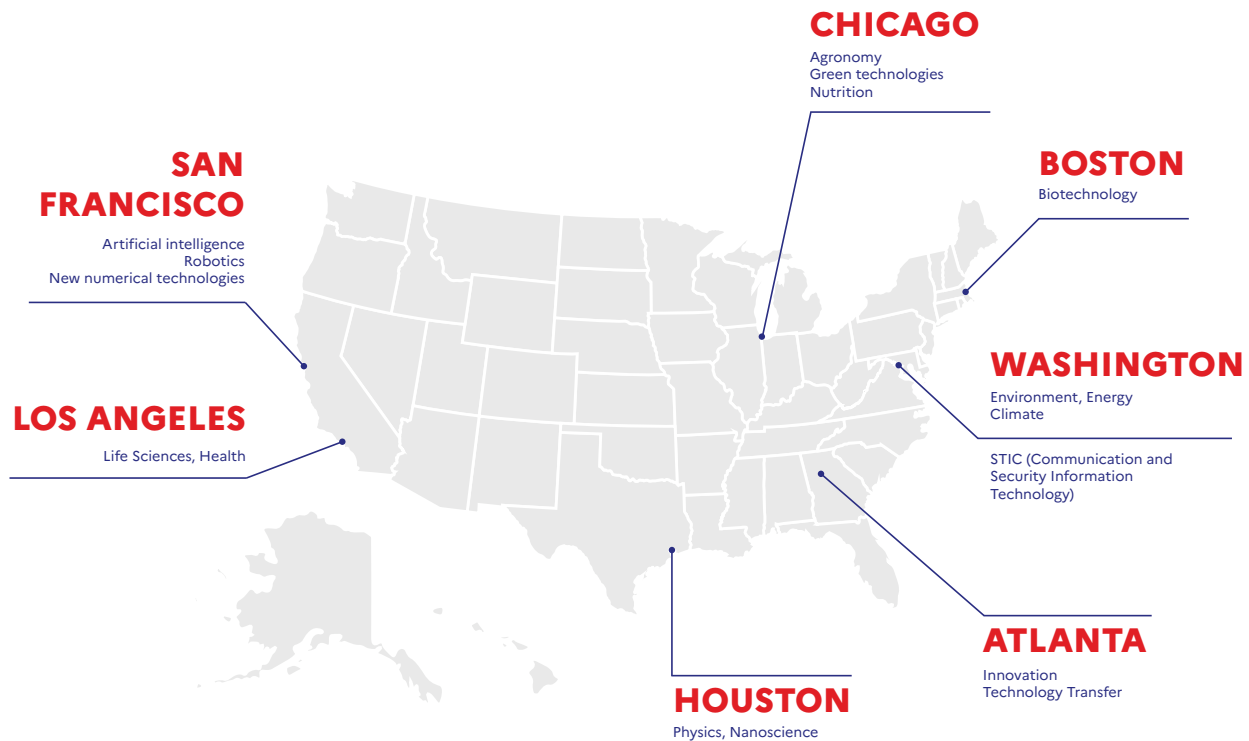 CHICAGO
Agronomy
Green technologies
Nutrition
SAN
FRANCISCO
Artificial intelligence
Robotics
New numerical technologies
BOSTON
Biotechnology
LOS ANGELES
Life Sciences, Health
WASHINGTON
Environment, Energy
Climate
STIC (Communication and
Security Information
Technology)
ATLANTA
Innovation
Technology Transfer
HOUSTON
Physics, Nanoscience